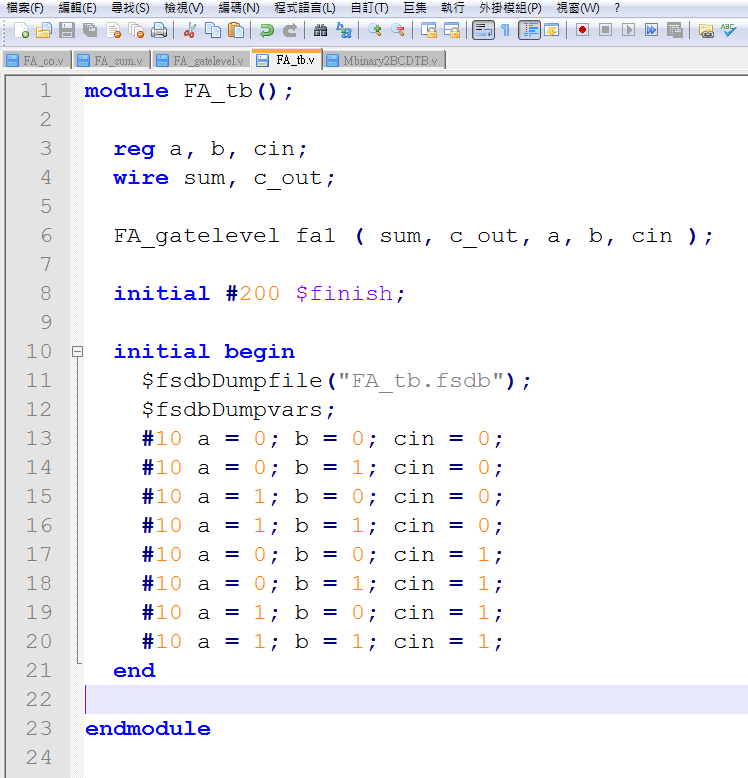 檔案(F) 編輯(E) 尋找(S) 檢視(V) 編碼(N) 程式語言(L) 自訂(T) 巨集 執行 外掛模組(P) 視窗(W) ?
FA_co.v FA_sum.v FA_gatelevel.v FA_tb.v Mbinary2BCDTB.v
1 module FA_tb();
2
3 reg a, b, cin;
4 wire sum, c_out;
5
6 FA_gatelevel fa1 ( sum, c_out, a, b, cin );
7
8 initial #200 $finish;
9
10 initial begin
11 $fsdbDumpfile("FA_tb.fsdb");
12 $fsdbDumpvars;
13 #10 a = 0; b = 0; cin = 0;
14 #10 a = 0; b = 1; cin = 0;
15 #10 a = 1; b = 0; cin = 0;
16 #10 a = 1; b = 1; cin = 0;
17 #10 a = 0; b = 0; cin = 1;
18 #10 a = 0; b = 1; cin = 1;
19 #10 a = 1; b = 0; cin = 1;
20 #10 a = 1; b = 1; cin = 1;
21 end
22
23 endmodule
24